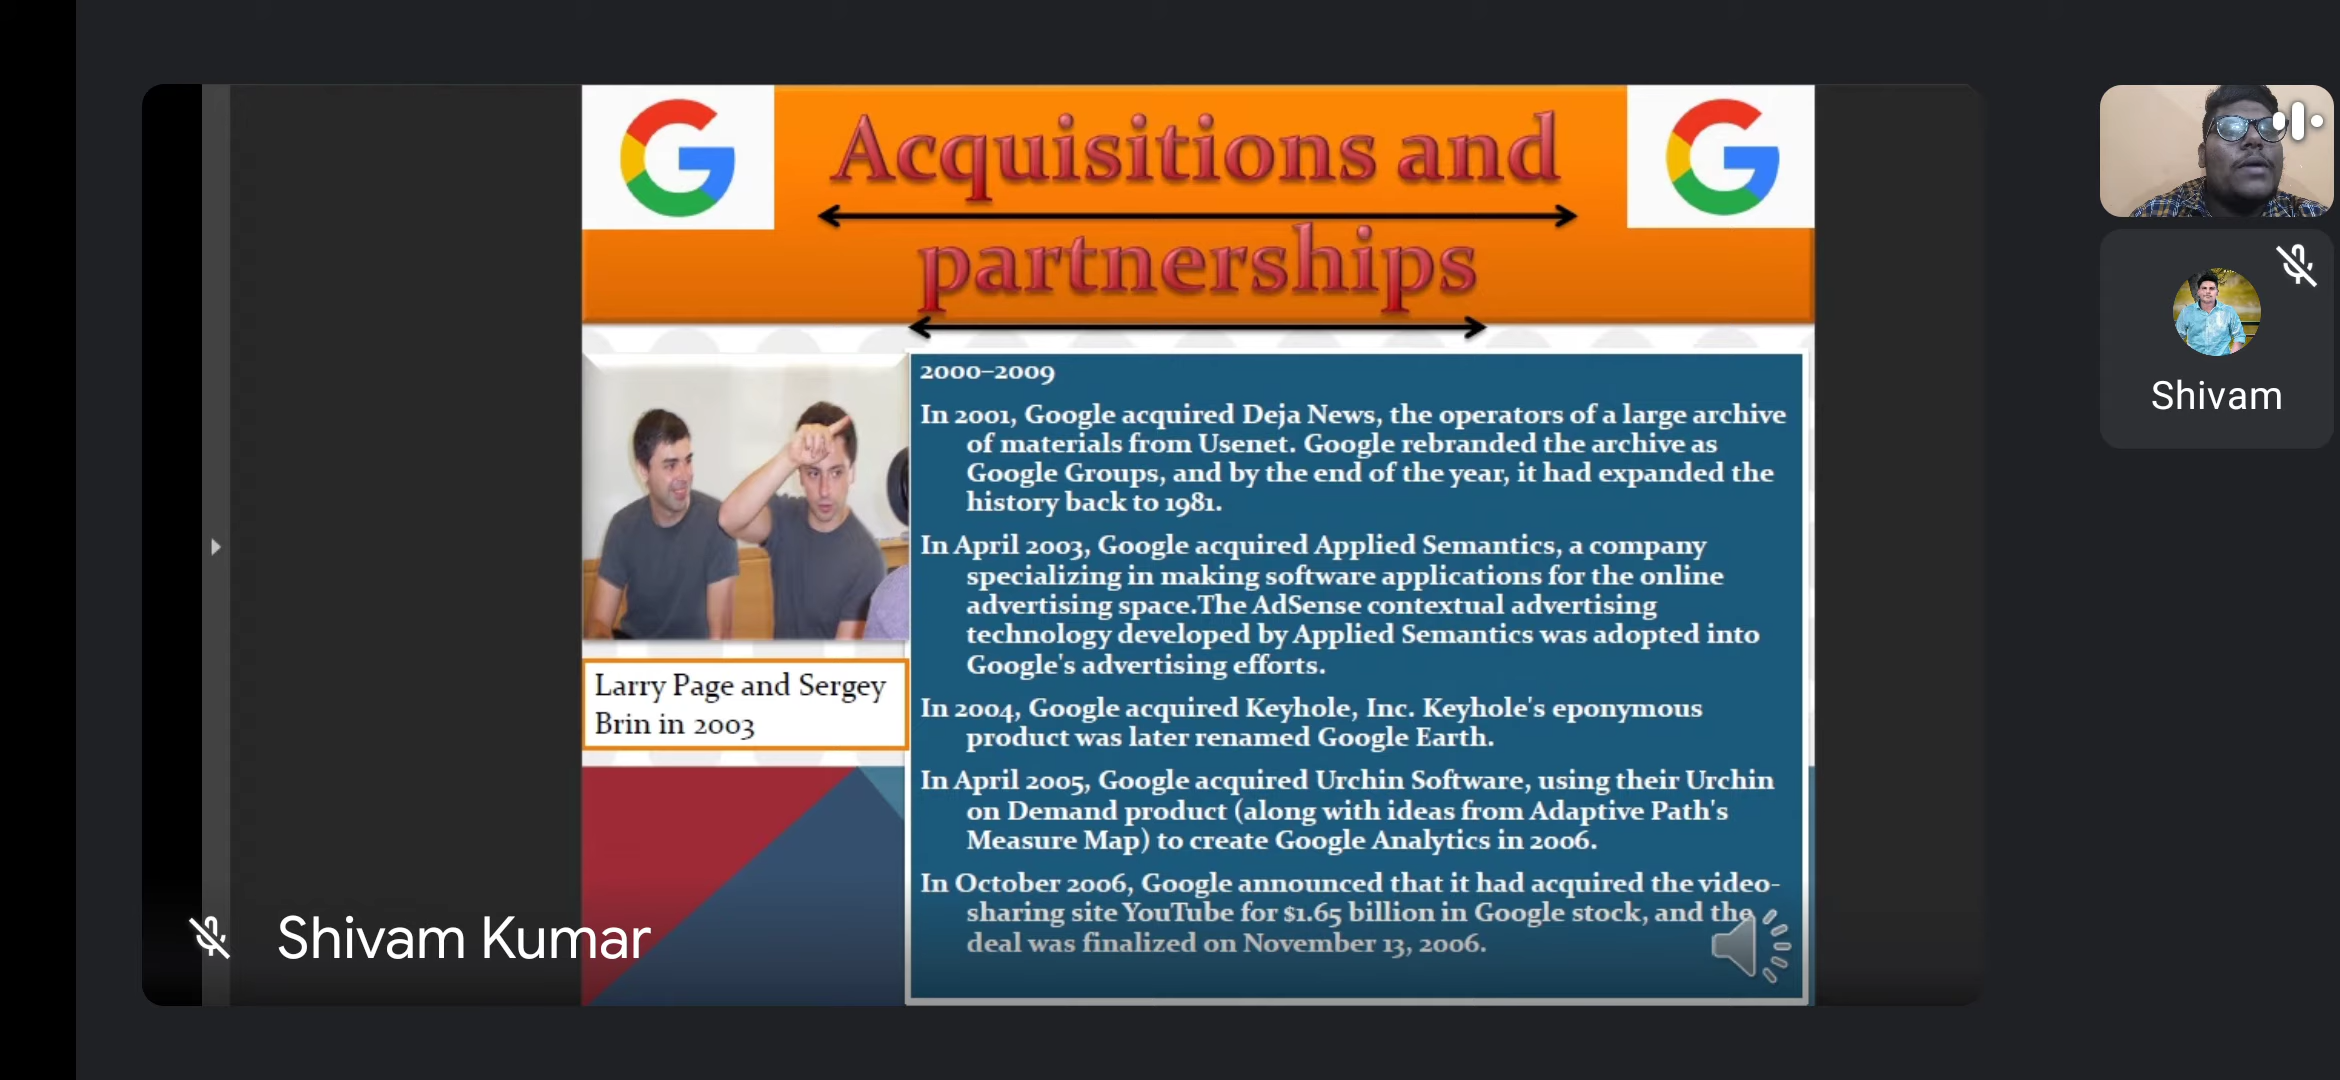 Acquisitions and
partnerships
2000–2009
In 2001, Google acquired Deja News, the operators of a large archive
of materials from Usenet. Google rebranded the archive as
Google Groups, and by the end of the year, it had expanded the
history back to 1981.
In April 2003, Google acquired Applied Semantics, a company
specializing in making software applications for the online
advertising space.The AdSense contextual advertising
technology developed by Applied Semantics was adopted into
Google's advertising efforts.
In 2004, Google acquired Keyhole, Inc. Keyhole's eponymous
product was later renamed Google Earth.
In April 2005, Google acquired Urchin Software, using their Urchin
on Demand product (along with ideas from Adaptive Path's
Measure Map) to create Google Analytics in 2006.
In October 2006, Google announced that it had acquired the video-
sharing site YouTube for $1.65 billion in Google stock, and the
deal was finalized on November 13, 2006.
Larry Page and Sergey
Brin in 2003
Shivam Kumar
Shivam